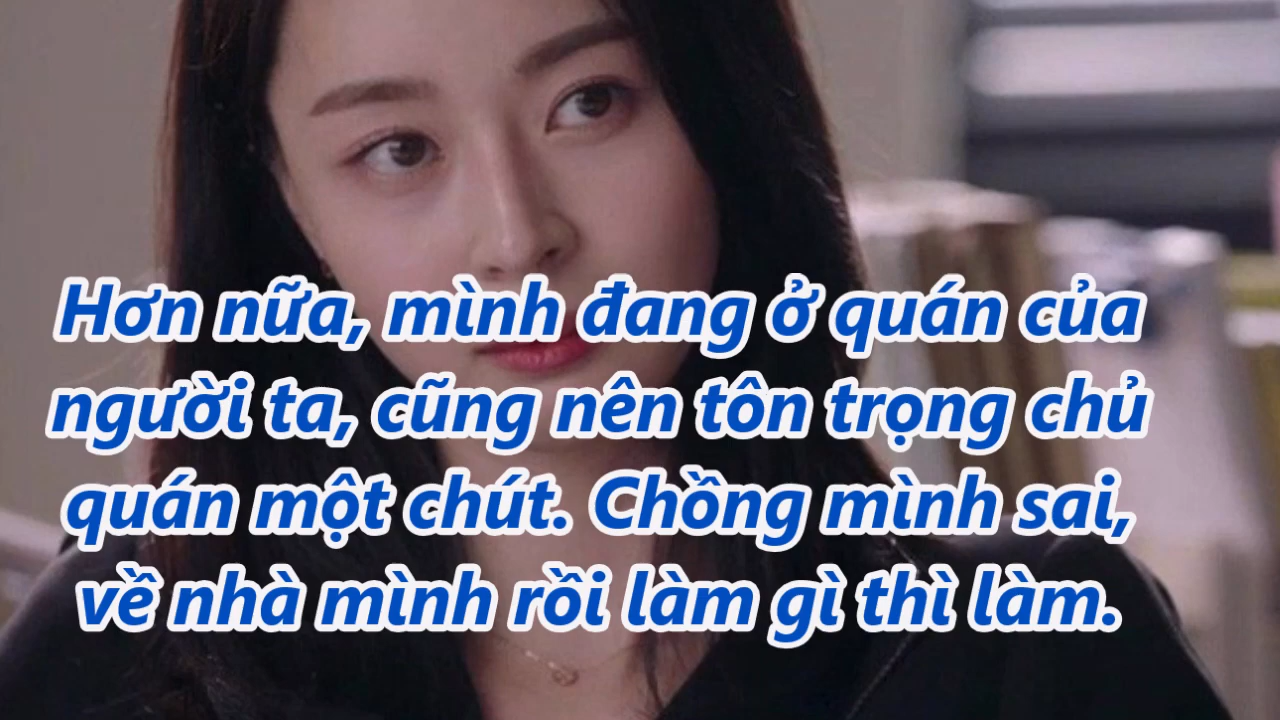 Hơn nữa, mình đang ở quán của
người ta, cũng nên tôn trọng chủ
quán một chút. Chồng mình sai,
về nhà mình rồi làm gì thì làm.